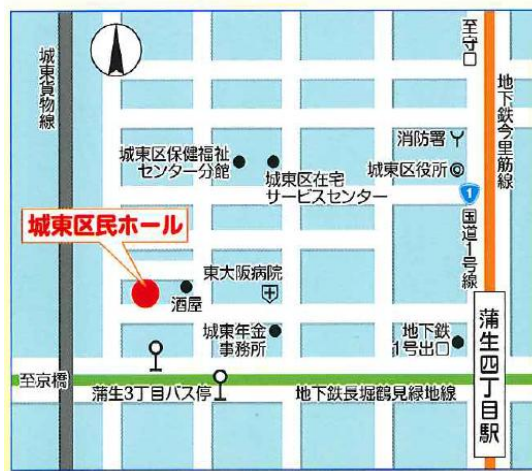 至守口
地下鉄今里筋線
城東貨物線
消防署
城東区保健福祉
センター分館
城東区役所
城東区在宅
サービスセンター
1
国道1号線
城東区民ホール
東大阪病院
酒屋
蒲生四丁目駅
城東年金
事務所
地下鉄
1号出口
至京橋
蒲生3丁目バス停
地下鉄長堀鶴見緑地線